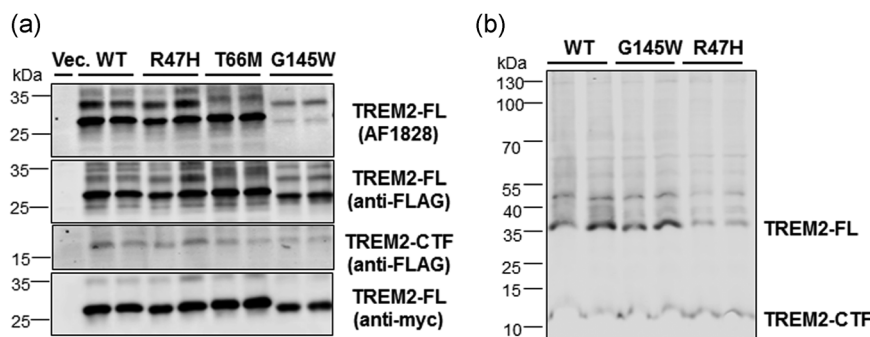 (a)
Vec. WT R47H T66M G145W
kDa
35
25
TREM2-FL
(AF1828)
35
25
TREM2-FL
(anti-FLAG)
15
TREM2-CTF
(anti-FLAG)
35
25
TREM2-FL
(anti-myc)
(b)
WT G145W R47H
kDa
130
100
70
55
40
35
25
15
10
TREM2-FL
TREM2-CTF